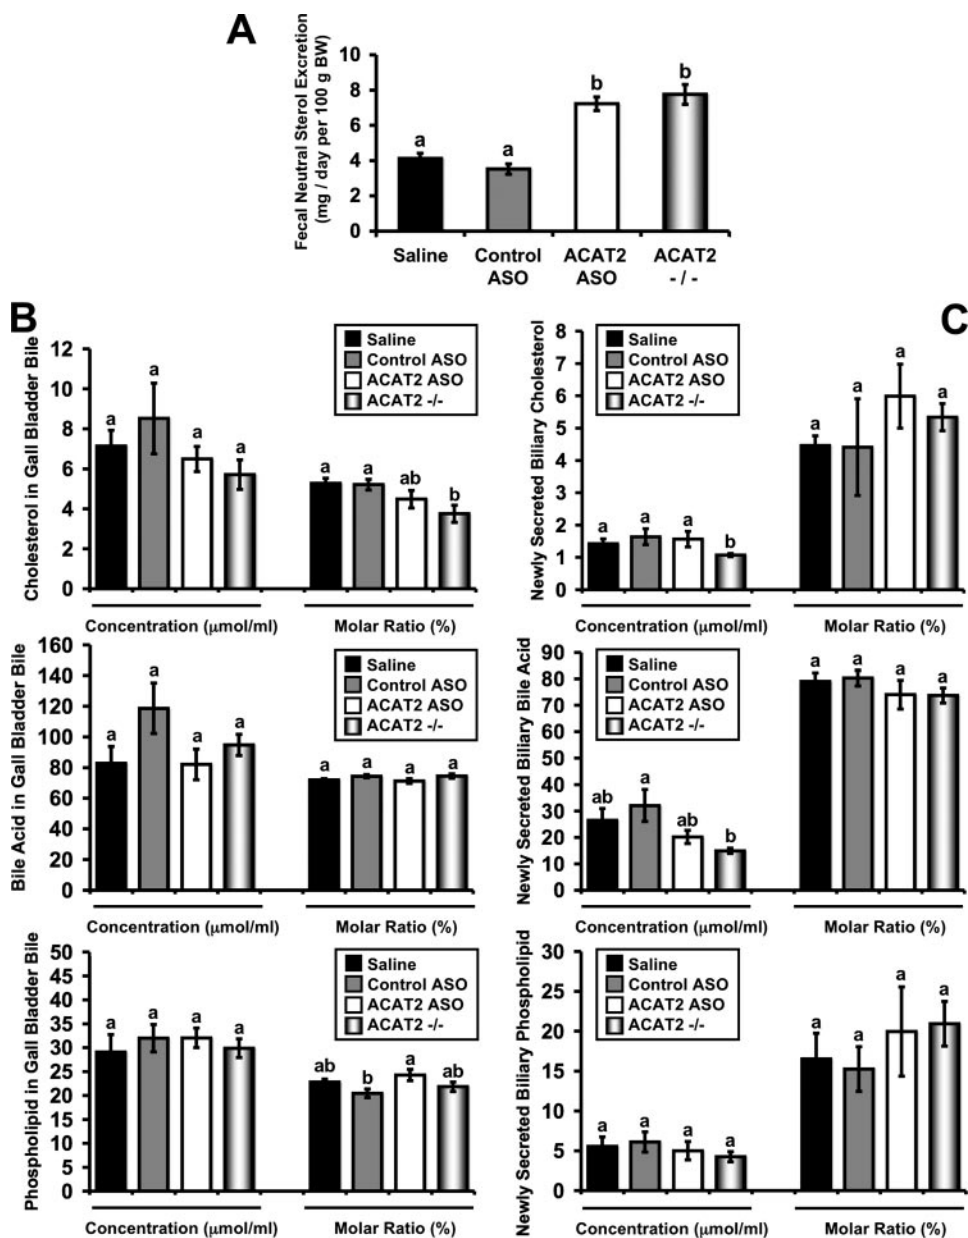 A
Fecal Neutral Sterol Excretion
(mg / day per 100 g BW)
10
8
6
4
2
0
a
a
b
b
Saline
Control
ASO
ACAT2
ASO
ACAT2
- / -
B
Cholesterol in Gall Bladder Bile
12
10
8
6
4
2
0
Saline
Control ASO
ACAT2 ASO
ACAT2 -/-
a
a
a
a
a
a
ab
b
Concentration (μmol/ml)
Molar Ratio (%)
C
Newly Secreted Biliary Cholesterol
8
7
6
5
4
3
2
1
0
Saline
Control ASO
ACAT2 ASO
ACAT2 -/-
a
a
a
b
a
a
a
a
Concentration (μmol/ml)
Molar Ratio (%)
Bile Acid in Gall Bladder Bile
160
140
120
100
80
60
40
20
0
Saline
Control ASO
ACAT2 ASO
ACAT2 -/-
a
a
a
a
a
a
a
a
Concentration (μmol/ml)
Molar Ratio (%)
Newly Secreted Biliary Bile Acid
90
80
70
60
50
40
30
20
10
0
Saline
Control ASO
ACAT2 ASO
ACAT2 -/-
ab
a
ab
b
a
a
a
a
Concentration (μmol/ml)
Molar Ratio (%)
Phospholipid in Gall Bladder Bile
50
45
40
35
30
25
20
15
10
5
0
Saline
Control ASO
ACAT2 ASO
ACAT2 -/-
a
a
a
a
ab
b
a
ab
Concentration (μmol/ml)
Molar Ratio (%)
Newly Secreted Biliary Phospholipid
30
25
20
15
10
5
0
Saline
Control ASO
ACAT2 ASO
ACAT2 -/-
a
a
a
a
a
a
a
a
Concentration (μmol/ml)
Molar Ratio (%)